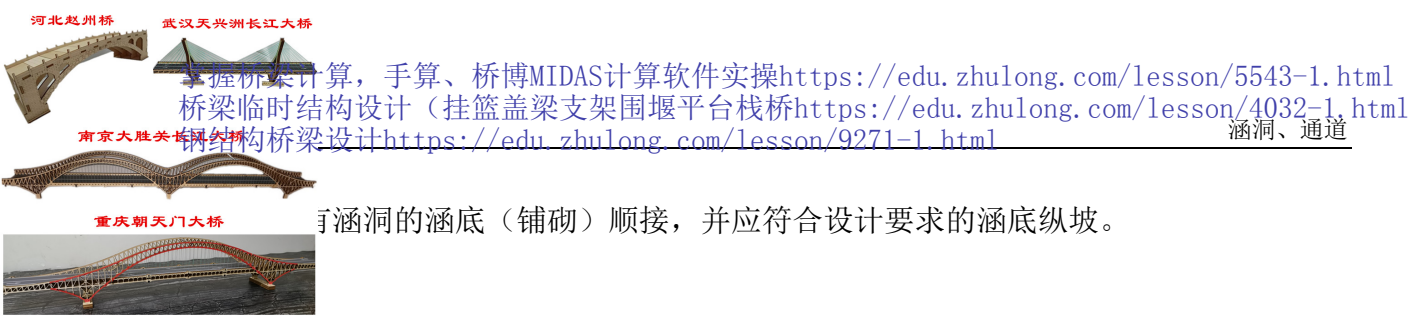 河北赵州桥
武汉天兴洲长江大桥
掌握桥梁计算，手算、桥博MIDAS计算软件实操https://edu.zhulong.com/lesson/5543-1.html
桥梁临时结构设计（挂篮盖梁支架围堰平台栈桥https://edu.zhulong.com/lesson/4032-1.html
南京大胜关长江大桥
钢结构桥梁设计https://edu.zhulong.com/lesson/9271-1.html
涵洞、通道
涵洞的涵底（铺砌）顺接，并应符合设计要求的涵底纵坡。
重庆朝天门大桥